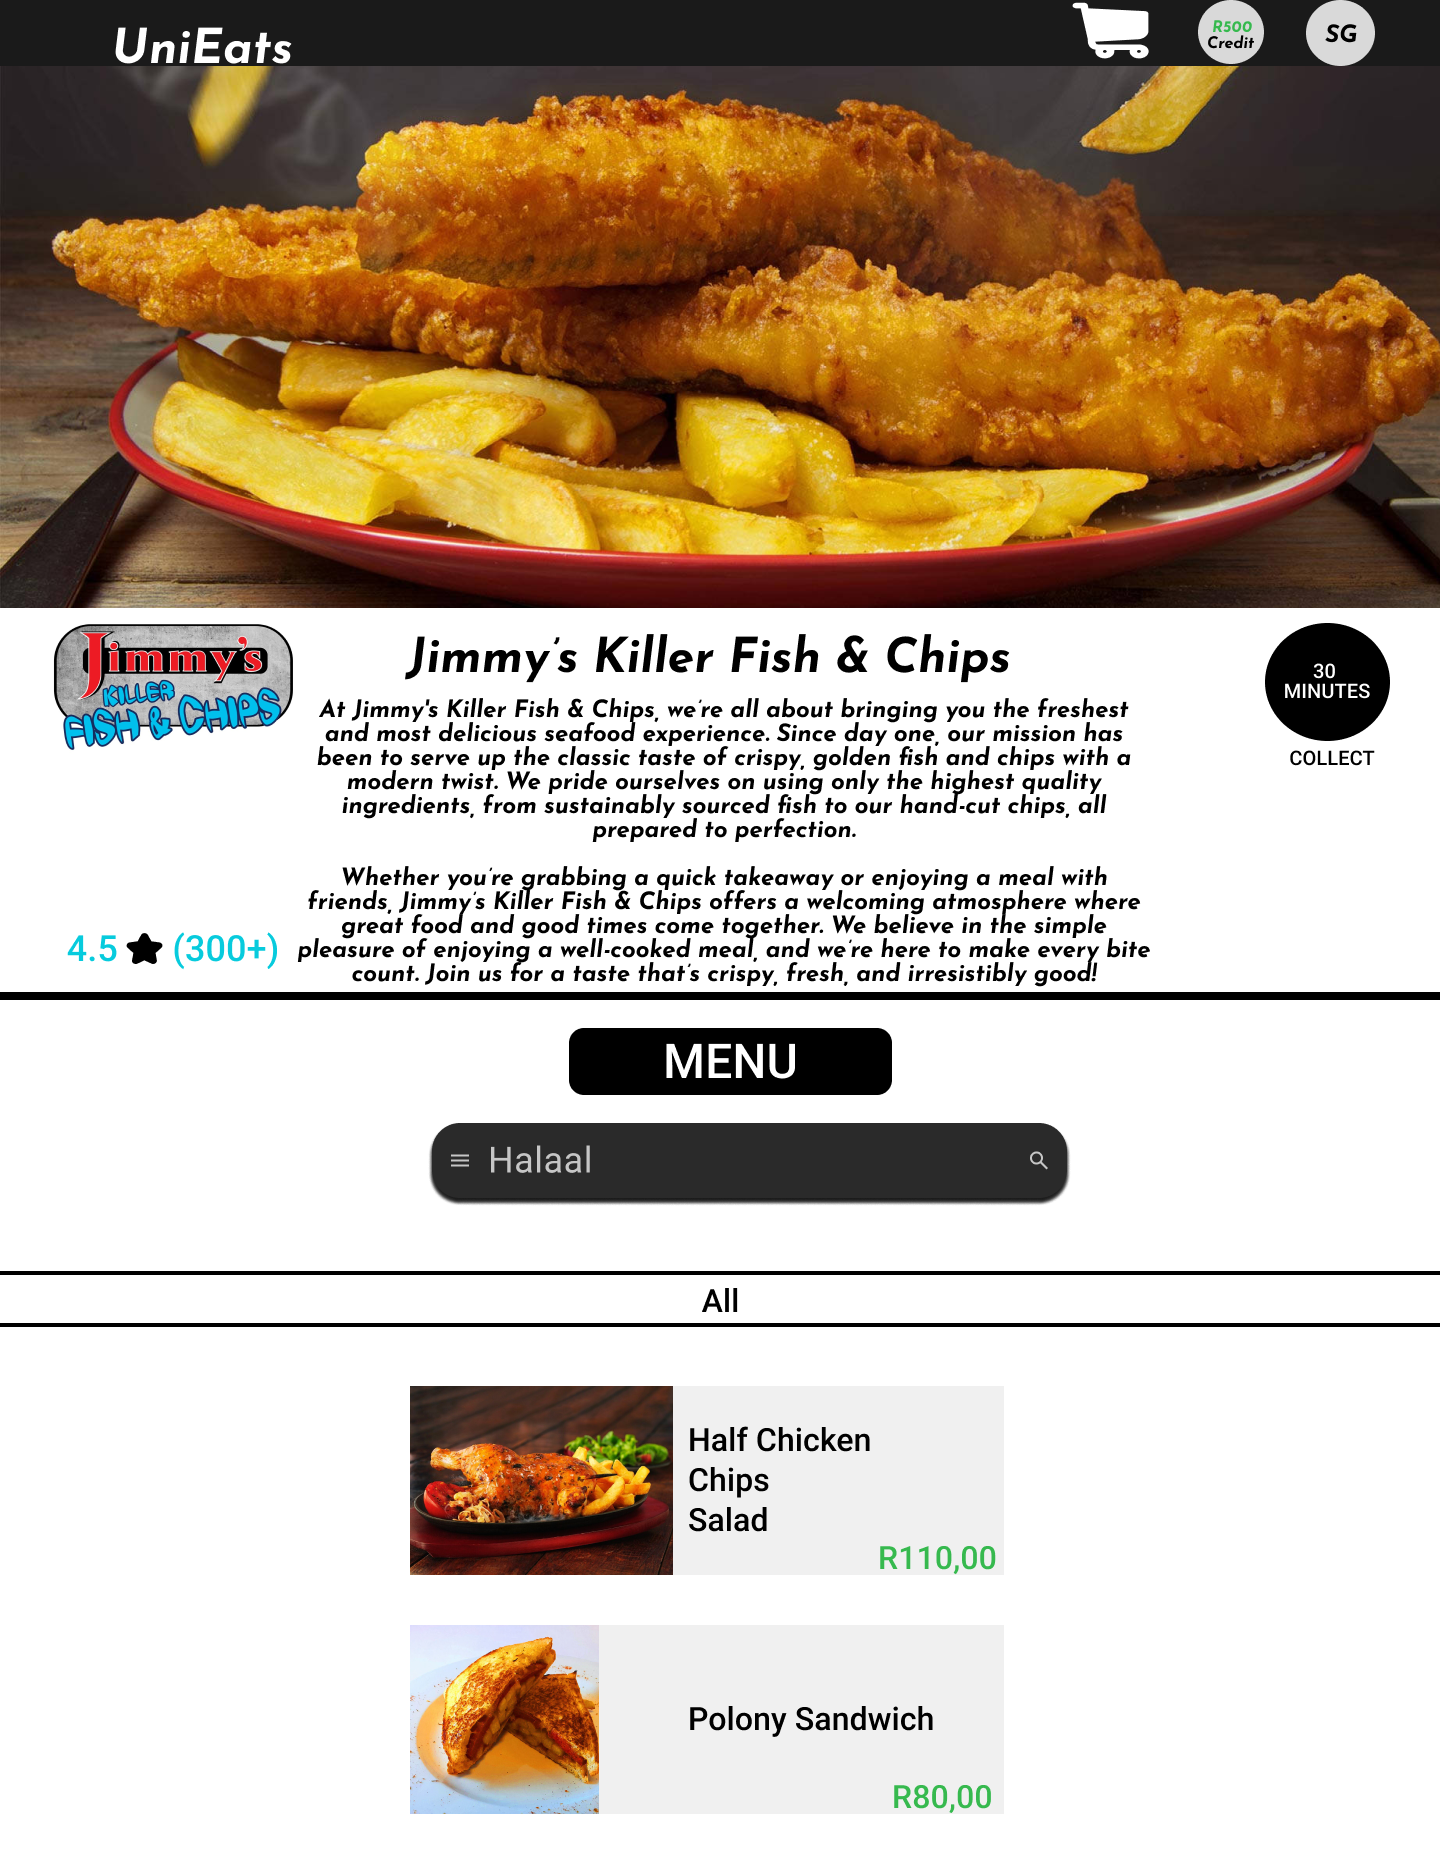 UniEats
R500
Credit
SG
Jimmy's
KILLER
FISH & CHIPS
Jimmy's Killer Fish & Chips
At Jimmy's Killer Fish & Chips, we're all about bringing you the freshest
and most delicious seafood experience. Since day one, our mission has
been to serve up the classic taste of crispy, golden fish and chips with a
modern twist. We pride ourselves on using only the highest quality
ingredients, from sustainably sourced fish to our hand-cut chips, all
prepared to perfection.
Whether you're grabbing a quick takeaway or enjoying a meal with
friends, Jimmy's Killer Fish & Chips offers a welcoming atmosphere where
great food and good times come together. We believe in the simple
pleasure of enjoying a well-cooked meal, and we're here to make every bite
count. Join us for a taste that's crispy, fresh, and irresistibly good!
30
MINUTES
COLLECT
4.5 ★ (300+)
MENU
Halaal
All
Half Chicken
Chips
Salad
R110,00
Polony Sandwich
R80,00